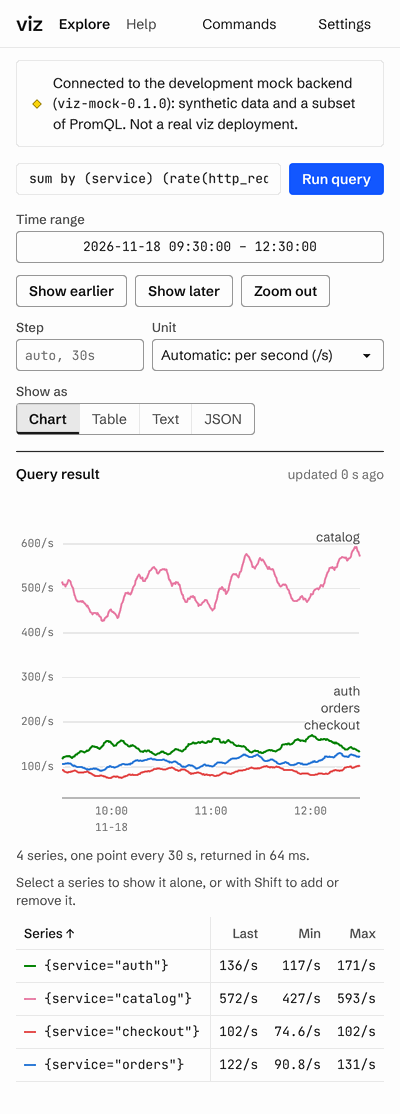 viz Explore Help Commands Settings
Connected to the development mock backend
(viz-mock-0.1.0): synthetic data and a subset
of PromQL. Not a real viz deployment.
sum by (service) (rate(http_rec Run query
Time range
2026-11-18 09:30:00 – 12:30:00
Show earlier Show later Zoom out
Step Unit
auto, 30s Automatic: per second (/s)
Show as
Chart Table Text JSON
Query result updated 0 s ago
catalog
600/s
500/s
400/s
300/s
auth
orders
200/s
checkout
100/s
10:00 11:00 12:00
11-18
4 series, one point every 30 s, returned in 64 ms.
Select a series to show it alone, or with Shift to add or
remove it.
Series ↑ Last Min Max
{service="auth"} 136/s 117/s 171/s
{service="catalog"} 572/s 427/s 593/s
{service="checkout"} 102/s 74.6/s 102/s
{service="orders"} 122/s 90.8/s 131/s